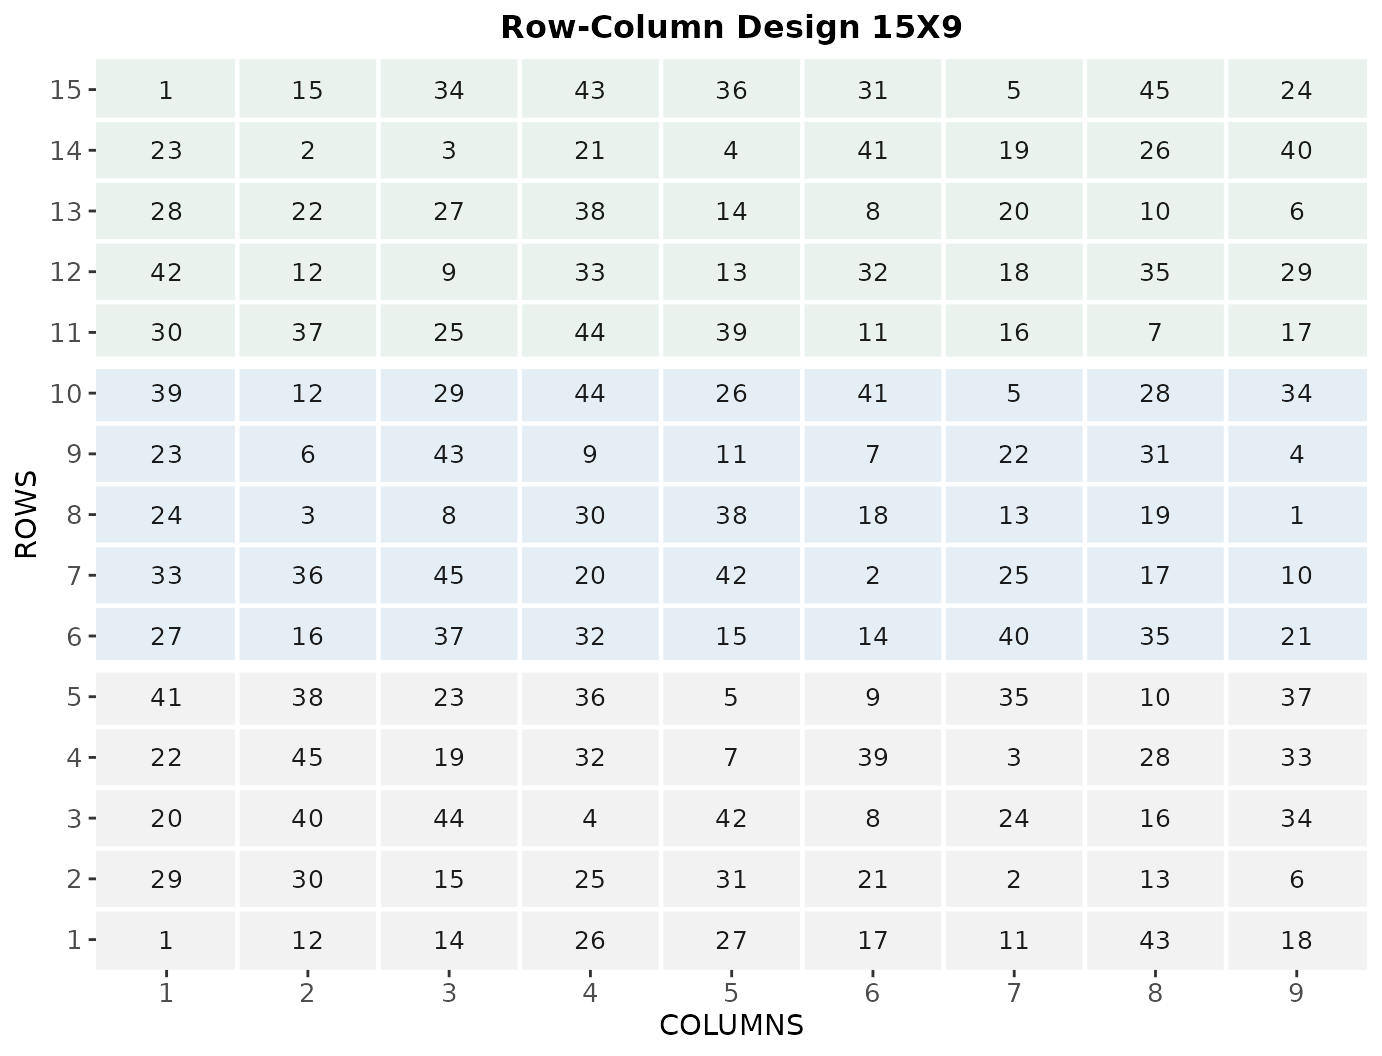 Row-Column Design 15X9
15 1 15 34 43 36 31 5 45 24
14 23 2 3 21 4 41 19 26 40
13 28 22 27 38 14 8 20 10 6
12 42 12 9 33 13 32 18 35 29
11 30 37 25 44 39 11 16 7 17
10 39 12 29 44 26 41 5 28 34
9 23 6 43 9 11 7 22 31 4
8 24 3 8 30 38 18 13 19 1
7 33 36 45 20 42 2 25 17 10
6 27 16 37 32 15 14 40 35 21
5 41 38 23 36 5 9 35 10 37
4 22 45 19 32 7 39 3 28 33
3 20 40 44 4 42 8 24 16 34
2 29 30 15 25 31 21 2 13 6
1 1 12 14 26 27 17 11 43 18
1 2 3 4 5 6 7 8 9
ROWS
COLUMNS